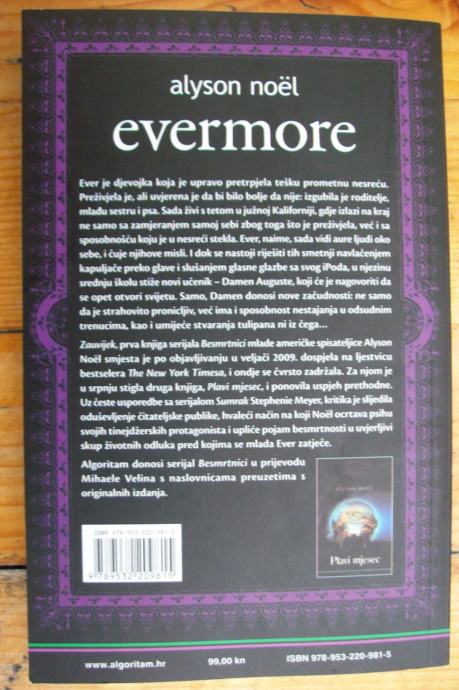 alyson noël
evermore
Ever je djevojka koja je upravo pretrpjela tešku prometnu nesreću.
Preživjela je, ali uvjerena je da bi bilo bolje da nije: izgubila je roditelje,
mlađu sestru i psa. Sada živi s tetom u južnoj Kaliforniji, gdje izlazi na kraj
ne samo sa zamjeranjem samoj sebi zbog toga što je preživjela, već i sa
sposobnošću koju je u nesreći stekla. Ever, naime, sada vidi aure ljudi oko
sebe, i čuje njihove misli. I dok se nastoji riješiti tih smetnji navlačenjem
kapuljače preko glave i slušanjem glasne glazbe sa svog iPoda, u njezinu
srednju školu stiže novi učenik – Damen Auguste, koji će je nagovoriti da
se opet otvori svijetu. Samo, Damen donosi nove začudnosti: ne samo
da je strahovito pronicljiv, već ima i sposobnost nestajanja u odsudnim
trenucima, kao i umijeće stvaranja tulipana ni iz čega…
Zauvijek, prva knjiga serijala Besmrtnici mlade američke spisateljice Alyson
Noël smjesta je po objavljivanju u veljači 2009. dospjela na ljestvicu
bestselera The New York Timesa, i ondje se čvrsto zadržala. Za njom je
u srpnju stigla druga knjiga, Plavi mjesec, i ponovila uspjeh prethodne.
Uz česte usporedbe sa serijalom Sumrak Stephenie Meyer, kritika je slijedila
oduševljenje čitateljske publike, hvaleći način na koji Noël ocrtava psihu
svojih tinejdžerskih protagonista i upliće pojam besmrtnosti u uvjerljivi
skup životnih odluka pred kojima se mlada Ever zatječe.
Algoritam donosi serijal Besmrtnici u prijevodu
Mihaele Velina s naslovnicama preuzetima s
originalnih izdanja.
alyson noël
Plavi mjesec
ISBN 978-953-220-981-5
9 789532 209815
www.algoritam.hr
99,00 kn
ISBN 978-953-220-981-5